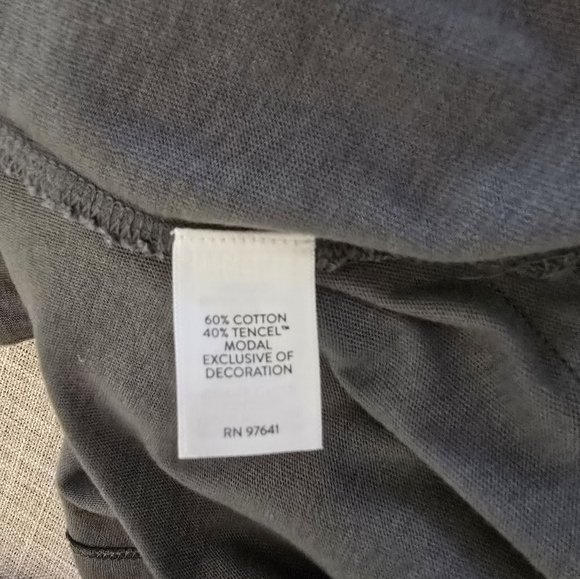 60% COTTON
40% TENCEL™
MODAL
EXCLUSIVE OF
DECORATION
RN 97641